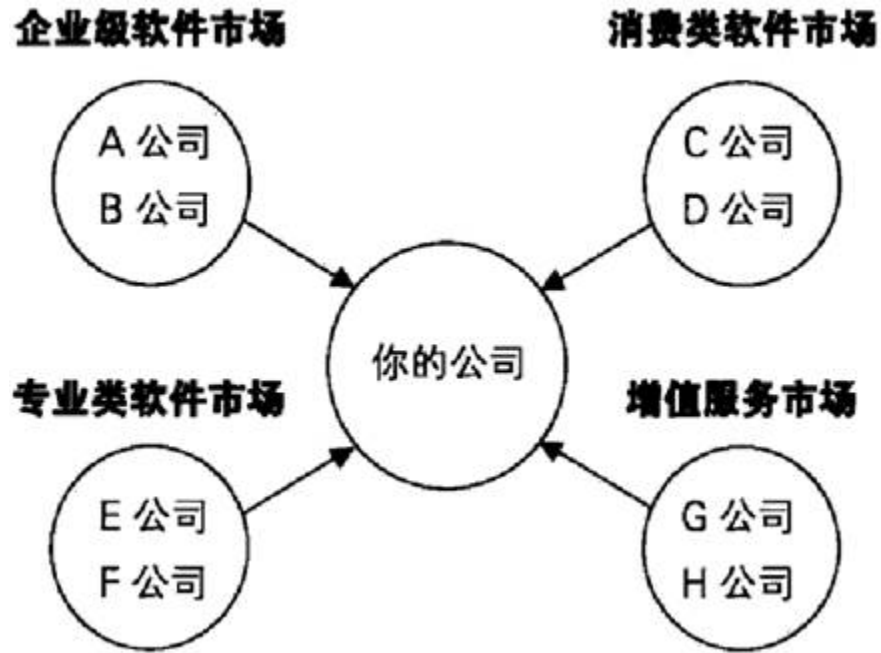 企业级软件市场
消费类软件市场
A 公司
B 公司
C 公司
D 公司
你的公司
专业类软件市场
增值服务市场
E 公司
F 公司
G 公司
H 公司